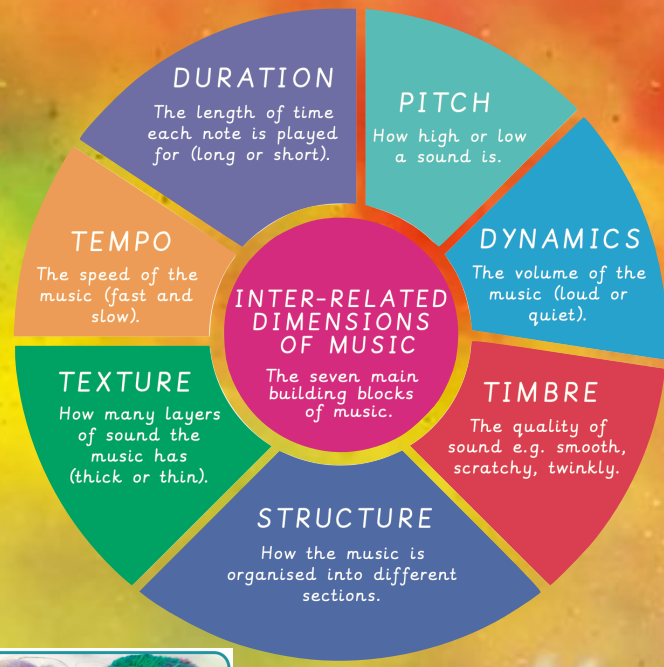 DURATION
The length of time
each note is played
for (long or short).
PITCH
How high or low
a sound is.
DYNAMICS
The volume of the
music (loud or
quiet).
TIMBRE
The quality of
sound e.g. smooth,
scratchy, twinkly.
STRUCTURE
How the music is
organised into different
sections.
TEXTURE
How many layers
of sound the
music has
(thick or thin).
TEMPO
The speed of the
music (fast and
slow).
INTER-RELATED
DIMENSIONS
OF MUSIC
The seven main
building blocks
of music.